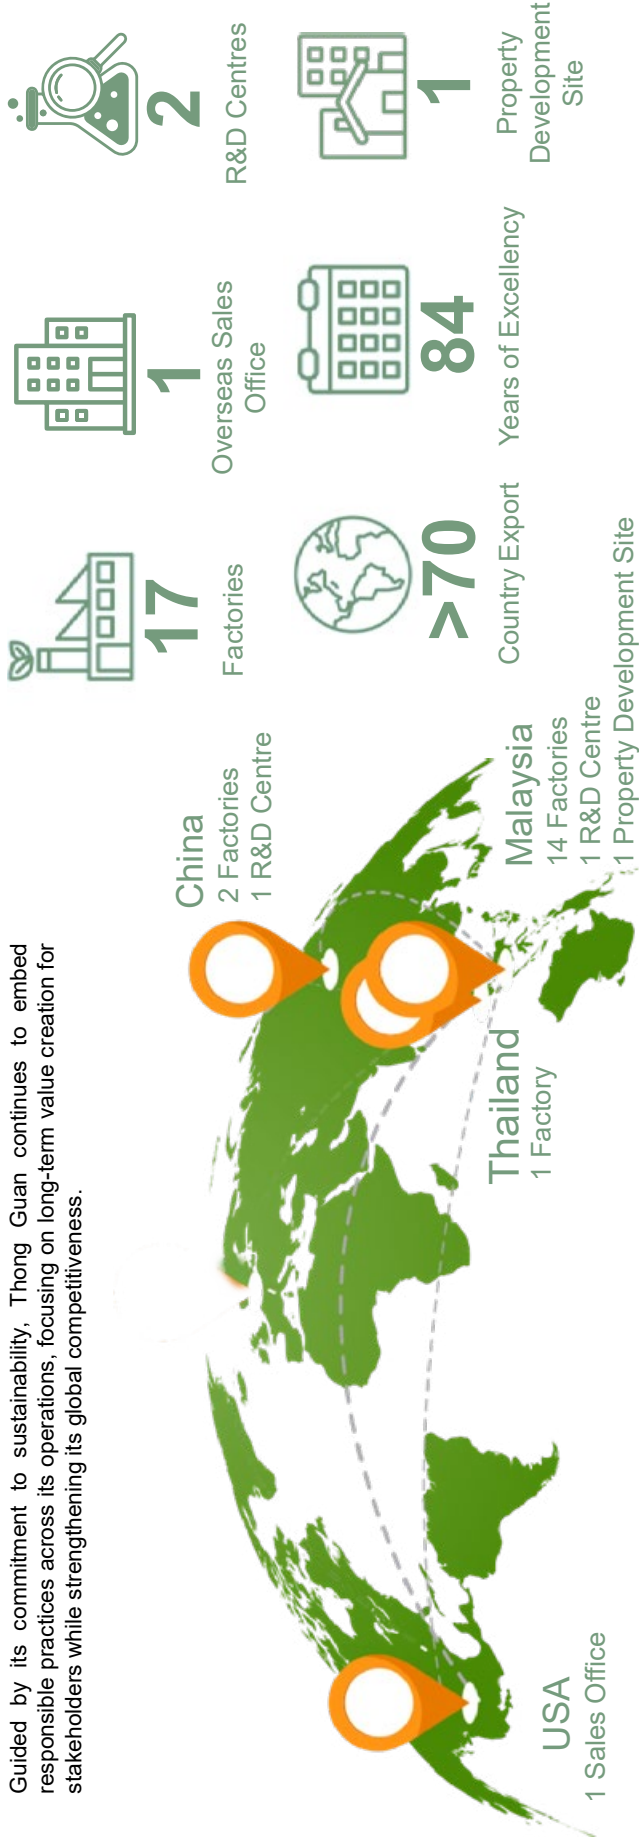 Guided by its commitment to sustainability, Thong Guan continues to embed
responsible practices across its operations, focusing on long-term value creation for
stakeholders while strengthening its global competitiveness.
USA
1 Sales Office
Thailand
1 Factory
China
2 Factories
1 R&D Centre
Malaysia
14 Factories
1 R&D Centre
1 Property Development Site
17
Factories
1
Overseas Sales
Office
2
R&D Centres
>70
Country Export
84
Years of Excellency
1
Property
Development
Site